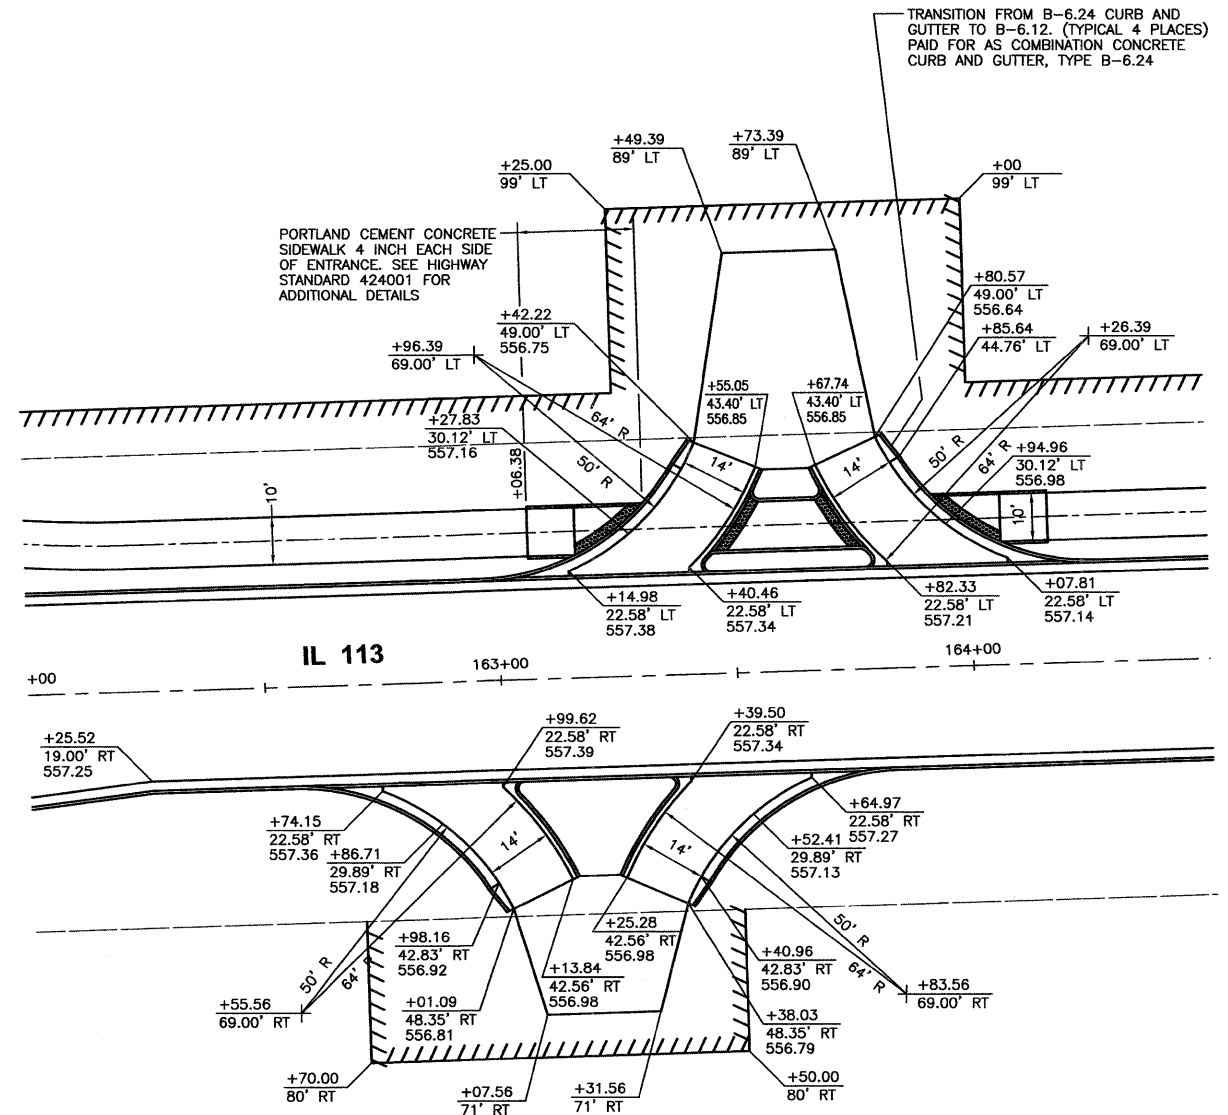 TRANSITION FROM B-6.24 CURB AND
GUTTER TO B-6.12. (TYPICAL 4 PLACES)
PAID FOR AS COMBINATION CONCRETE
CURB AND GUTTER, TYPE B-6.24
+49.39
89' LT
+73.39
89' LT
+25.00
99' LT
+00
99' LT
PORTLAND CEMENT CONCRETE
SIDEWALK 4 INCH EACH SIDE
OF ENTRANCE. SEE HIGHWAY
STANDARD 424001 FOR
ADDITIONAL DETAILS
+80.57
49.00' LT
556.64
+42.22
49.00' LT
556.75
+85.64
44.76' LT
+26.39
69.00' LT
+96.39
69.00' LT
+55.05
43.40' LT
556.85
+67.74
43.40' LT
556.85
+27.83
30.12' LT
557.16
64' R
50' R
14'
14'
50' R
64' R
+94.96
30.12' LT
556.98
+06.38
10'
10'
+14.98
22.58' LT
557.38
+40.46
22.58' LT
557.34
+82.33
22.58' LT
557.21
+07.81
22.58' LT
557.14
IL 113
163+00
164+00
+00
+25.52
19.00' RT
557.25
+99.62
22.58' RT
557.39
+39.50
22.58' RT
557.34
+74.15
22.58' RT
557.36
+86.71
29.89' RT
557.18
14'
14'
+64.97
22.58' RT
557.27
+52.41
29.89' RT
557.13
50' R
64' R
50' R
64' R
+98.16
42.83' RT
556.92
+25.28
42.56' RT
556.98
+40.96
42.83' RT
556.90
+13.84
42.56' RT
556.98
+55.56
69.00' RT
+01.09
48.35' RT
556.81
+83.56
69.00' RT
+38.03
48.35' RT
556.79
+70.00
80' RT
+07.56
71' RT
+31.56
71' RT
+50.00
80' RT